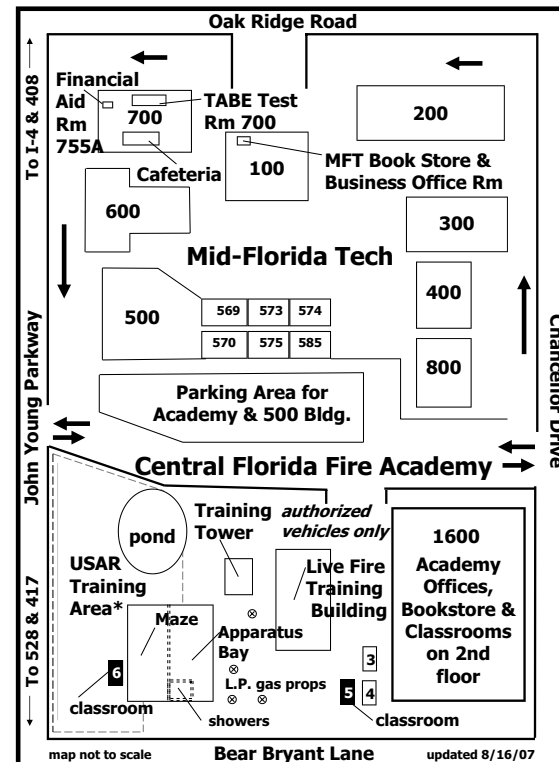 Oak Ridge Road
To I-4 & 408
Financial
Aid
Rm
755A
700
TABE Test
Rm 700
Cafeteria
200
100
MFT Book Store &
Business Office Rm
600
300
Mid-Florida Tech
500
569 573 574
570 575 585
400
800
John Young Parkway
Chancellor Drive
Parking Area for
Academy & 500 Bldg.
Central Florida Fire Academy
pond
Training
Tower
authorized
vehicles only
USAR
Training
Area*
Maze
Apparatus
Bay
Live Fire
Training
Building
1600
Academy
Offices,
Bookstore &
Classrooms
on 2nd
floor
To 528 & 417
6
classroom
showers
L.P. gas props
3
5
4
classroom
map not to scale
Bear Bryant Lane
updated 8/16/07